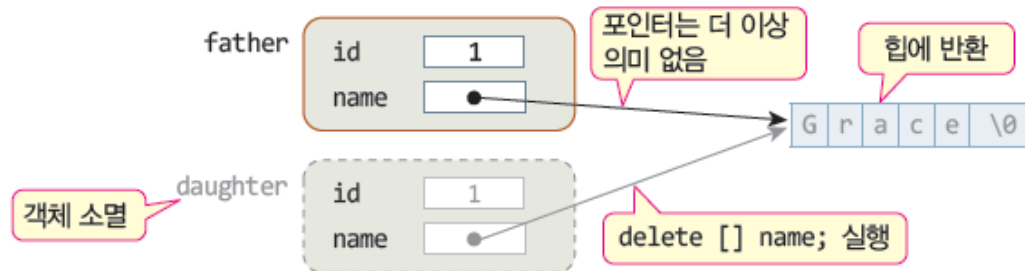 father
id 1
name
포인터는 더 이상
의미 없음
힙에 반환
G r a c e \0
daughter
객체 소멸
id 1
name
delete [] name; 실행